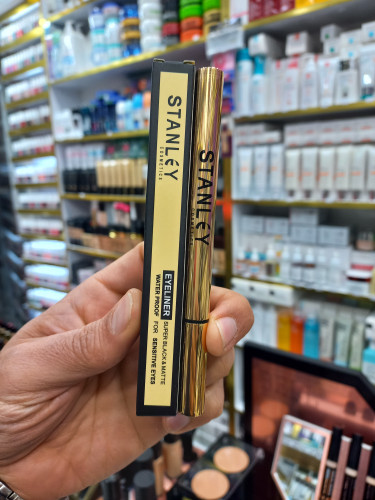 STANLEY
COSMETICS
EYELINER SUPER BLACK & MATTE
WATER PROOF FOR SENSITIVE EYES
STANLEY